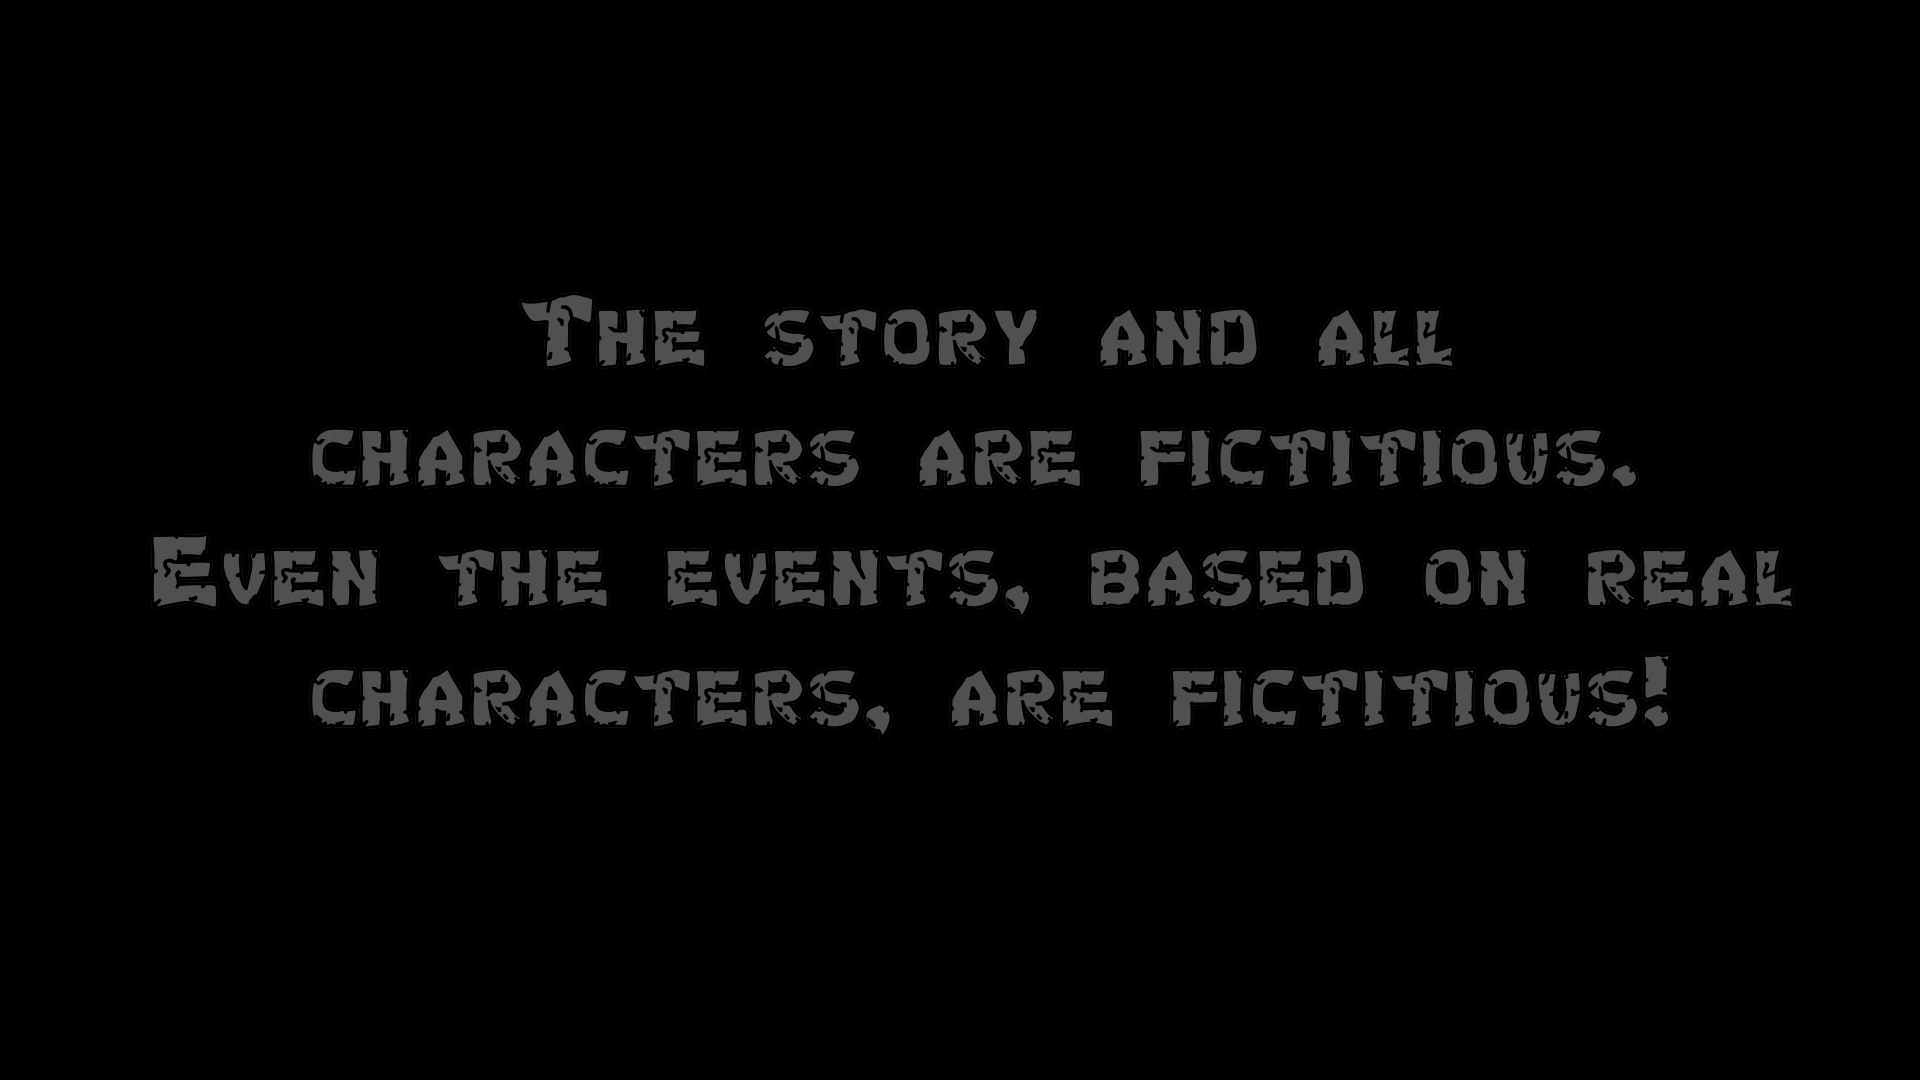 The story and all
characters are fictitious.
Even the events, based on real
characters, are fictitious!